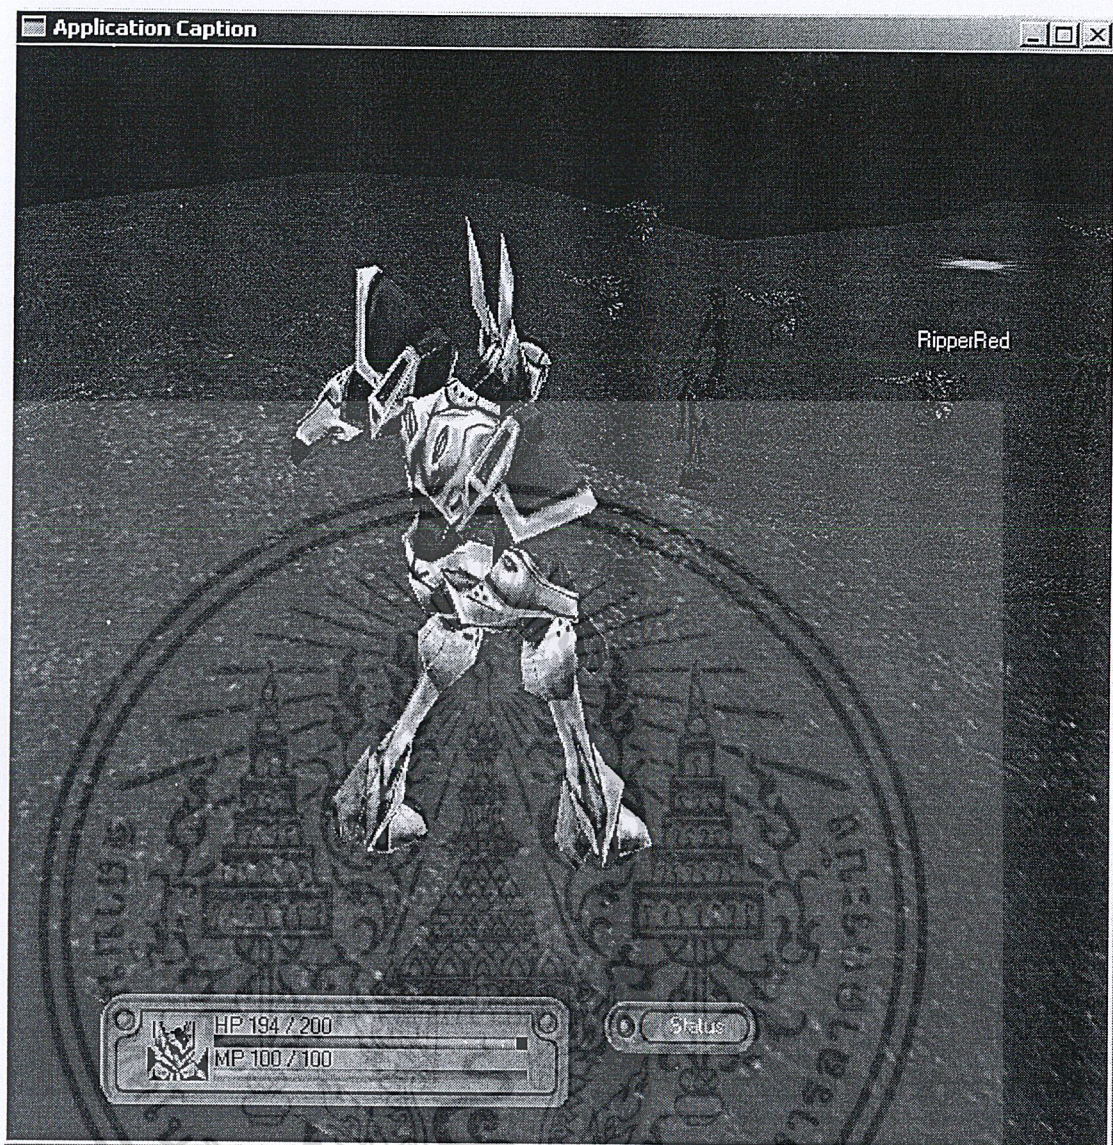 Application Caption
RipperRed
HP 194 / 200
MP 100 / 100
Status